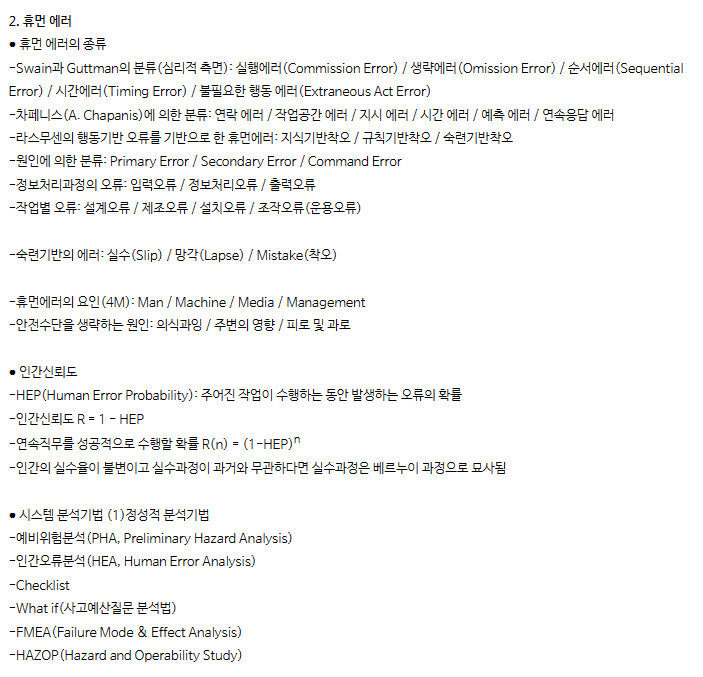 2. 휴먼 에러
● 휴먼 에러의 종류
-Swain과 Guttman의 분류(심리적 측면): 실행에러(Commission Error) / 생략에러(Omission Error) / 순서에러(Sequential
Error) / 시간에러(Timing Error) / 불필요한 행동 에러(Extraneous Act Error)
-차페니스(A. Chapanis)에 의한 분류: 연락 에러 / 작업공간 에러 / 지시 에러 / 시간 에러 / 예측 에러 / 연속응답 에러
-라스무센의 행동기반 오류를 기반으로 한 휴먼에러: 지식기반착오 / 규칙기반착오 / 숙련기반착오
-원인에 의한 분류: Primary Error / Secondary Error / Command Error
-정보처리과정의 오류: 입력오류 / 정보처리오류 / 출력오류
-작업별 오류: 설계오류 / 제조오류 / 설치오류 / 조작오류(운용오류)
-숙련기반의 에러: 실수(Slip) / 망각(Lapse) / Mistake(착오)
-휴먼에러의 요인(4M): Man / Machine / Media / Management
-안전수단을 생략하는 원인: 의식과잉 / 주변의 영향 / 피로 및 과로
● 인간신뢰도
-HEP(Human Error Probability): 주어진 작업이 수행하는 동안 발생하는 오류의 확률
-인간신뢰도 R = 1 - HEP
-연속직무를 성공적으로 수행할 확률 R(n) = (1-HEP)ⁿ
-인간의 실수율이 불변이고 실수과정이 과거와 무관하다면 실수과정은 베르누이 과정으로 묘사됨
● 시스템 분석기법 (1)정성적 분석기법
-예비위험분석(PHA, Preliminary Hazard Analysis)
-인간오류분석(HEA, Human Error Analysis)
-Checklist
-What if(사고예산질문 분석법)
-FMEA(Failure Mode & Effect Analysis)
-HAZOP(Hazard and Operability Study)